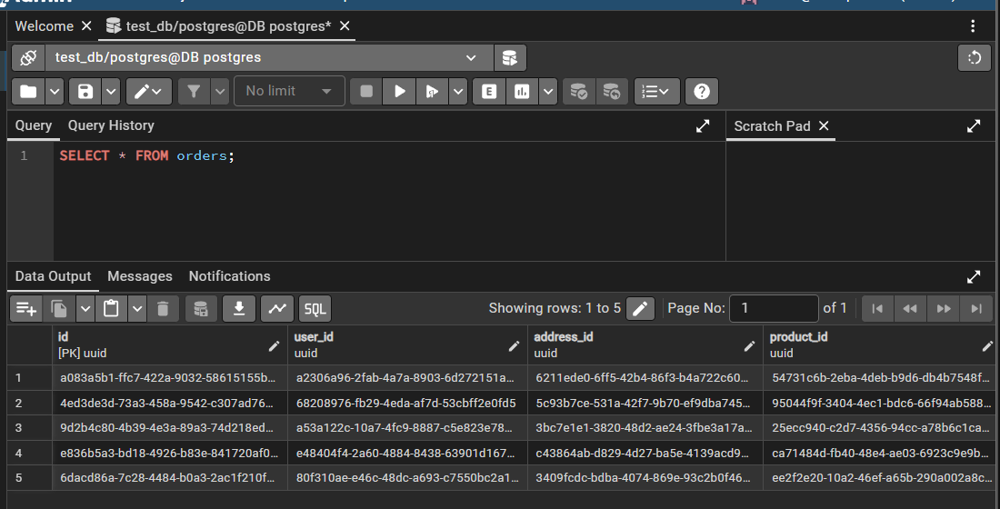 Welcome
test_db/postgres@DB postgres*
test_db/postgres@DB postgres
No limit
E
Query Query History
Scratch Pad
1 SELECT * FROM orders;
Data Output Messages Notifications
SQL Showing rows: 1 to 5 Page No: 1 of 1
id user_id address_id product_id
[PK] uuid uuid uuid uuid
1 a083a5b1-ffc7-422a-9032-58615155b… a2306a96-2fab-4a7a-8903-6d272151a… 6211ede0-6ff5-42b4-86f3-b4a722c60… 54731c6b-2eba-4deb-b9d6-db4b7548f…
2 4ed3de3d-73a3-458a-9542-c307ad76… 68208976-fb29-4eda-af7d-53cbff2e0fd5 5c93b7ce-531a-42f7-9b70-ef9dba745… 95044f9f-3404-4ec1-bdc6-66f94ab588…
3 9d2b4c80-4b39-4e3a-89a3-74d218ed… a53a122c-10a7-4fc9-8887-c5e823e78… 3bc7e1e1-3820-48d2-ae24-3fbe3a17a… 25ecc940-c2d7-4356-94cc-a78b6c1ca…
4 e836b5a3-bd18-4926-b83e-841720af0… e48404f4-2a60-4884-8438-63901d167… c43864ab-d829-4d27-ba5e-4139acd9… ca71484d-fb40-48e4-ae03-6923c9e9b…
5 6dacd86a-7c28-4484-b0a3-2ac1f210f… 80f310ae-e46c-48dc-a693-c7550bc2a1… 3409fcdc-bdba-4074-869e-93c2b0f46… ee2f2e20-10a2-46ef-a65b-290a002a8c…